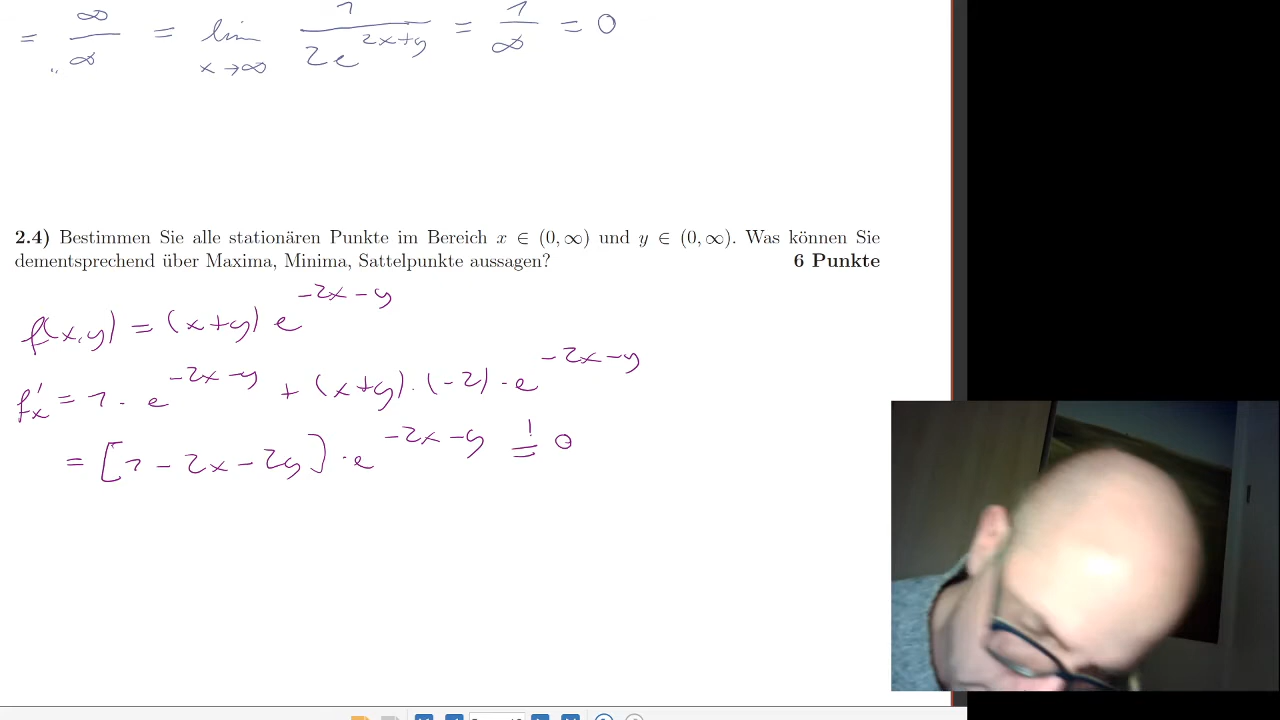 = ∞/∞ = lim x→∞ 1/(2e^(2x+y)) = 1/∞ = 0
2.4) Bestimmen Sie alle stationären Punkte im Bereich x ∈ (0, ∞) und y ∈ (0, ∞). Was können Sie
dementsprechend über Maxima, Minima, Sattelpunkte aussagen? 6 Punkte
f(x,y) = (x+y) e^(-2x-y)
f'x = 1 · e^(-2x-y) + (x+y) · (-2) · e^(-2x-y)
= [1 - 2x - 2y] · e^(-2x-y) =! 0